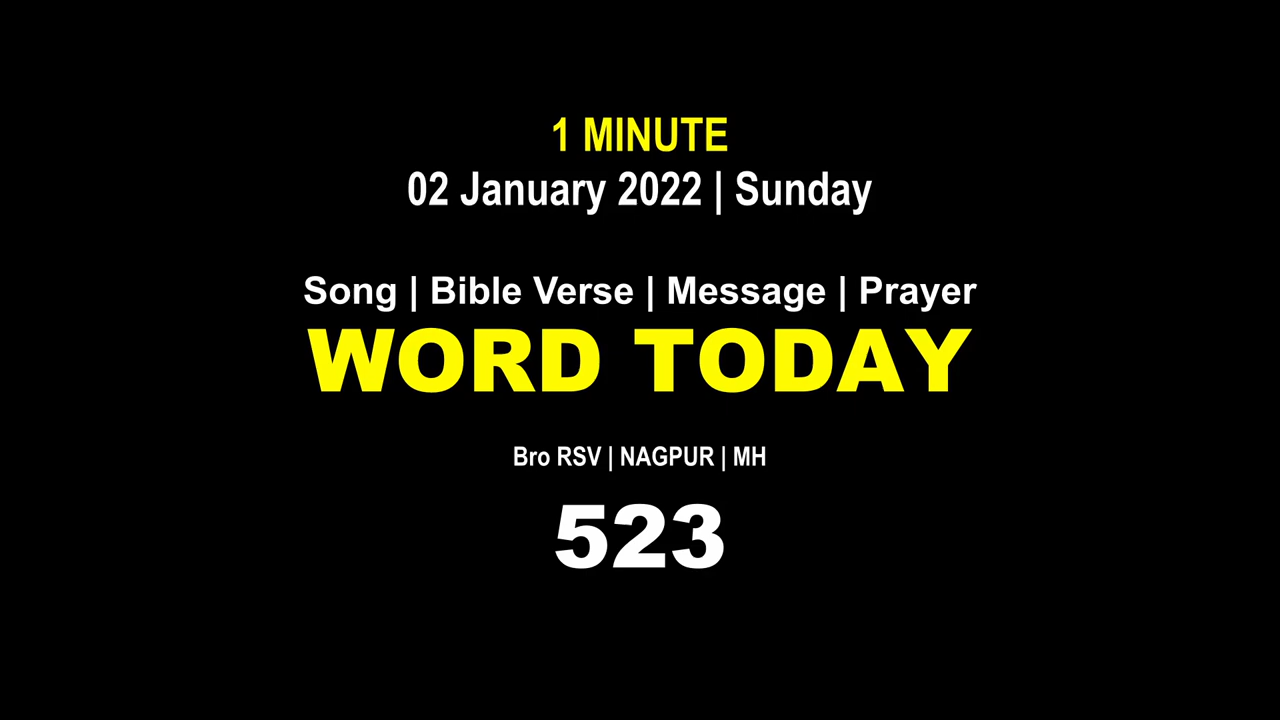 1 MINUTE
02 January 2022 | Sunday
Song | Bible Verse | Message | Prayer
WORD TODAY
Bro RSV | NAGPUR | MH
523